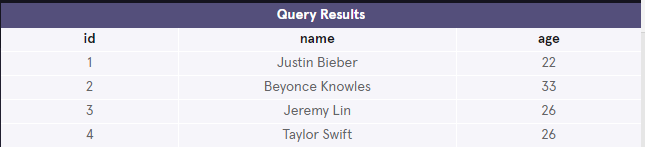 Query Results
id name age
1 Justin Bieber 22
2 Beyonce Knowles 33
3 Jeremy Lin 26
4 Taylor Swift 26